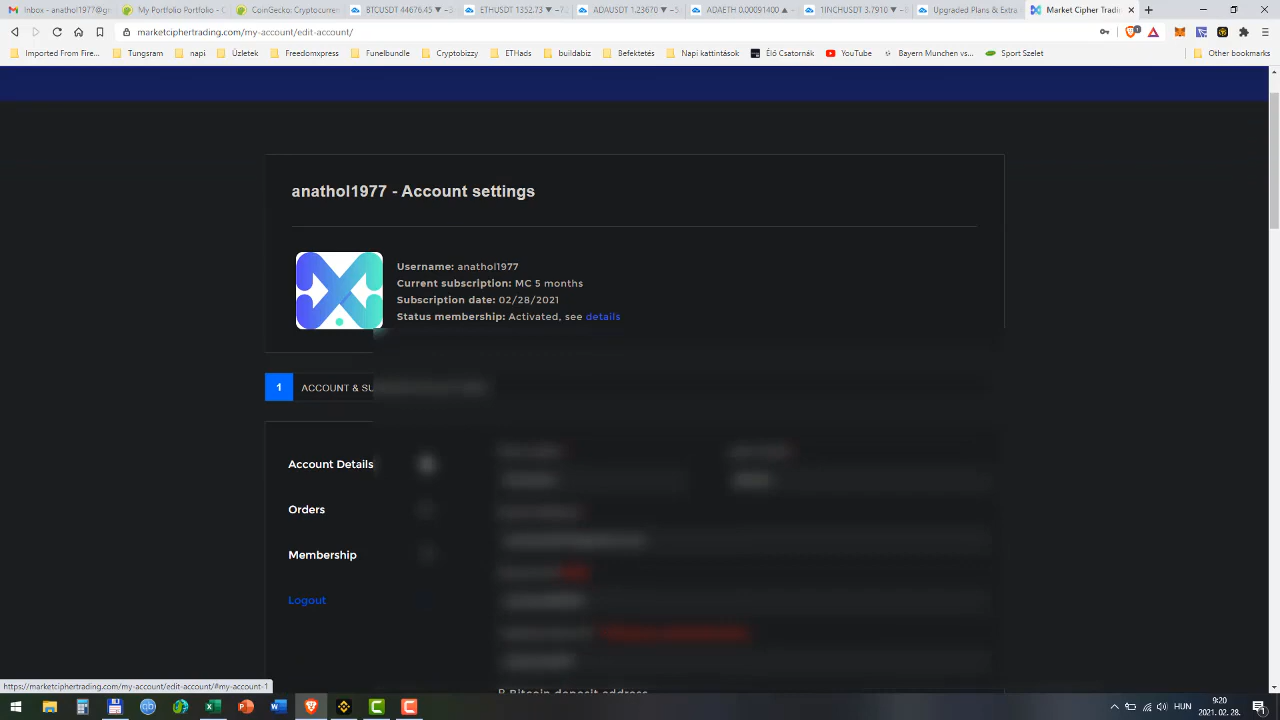 Inbox - anathol1977@gm
My Portfolio Portfolio - C
CoinGecko: Cryptocurren
BTCUSDT 44676.45 ▼ −3
ETHUSDT 1352.73 ▼ −7.
ADAUSDT 1.23670 ▼ −5
ADAETH 0.00091400 ▲
1INCHUSDT 3.7910 ▼
Upgraded Plans & Extra
Market Cipher Tradin
marketciphertrading.com/my-account/edit-account/
Imported From Fire...
Tungsram
napi
Üzletek
Freedomxpress
Funelbundle
Cryptobizzy
ETHase
buildabiz
Befektetés
Napi kattintások
Élő Csatornák
YouTube
Bayern Munchen vs...
Sport Szelet
Other bookmarks
anathol1977 - Account settings
Username: anathol1977
Current subscription: MC 5 months
Subscription date: 02/28/2021
Status membership: Activated, see details
1 ACCOUNT & SU
Account Details
Orders
Membership
Logout
Bitcoin deposit address
https://marketciphertrading.com/my-account/edit-account/#my-account-1
HUN
9:20
2021. 02. 28.